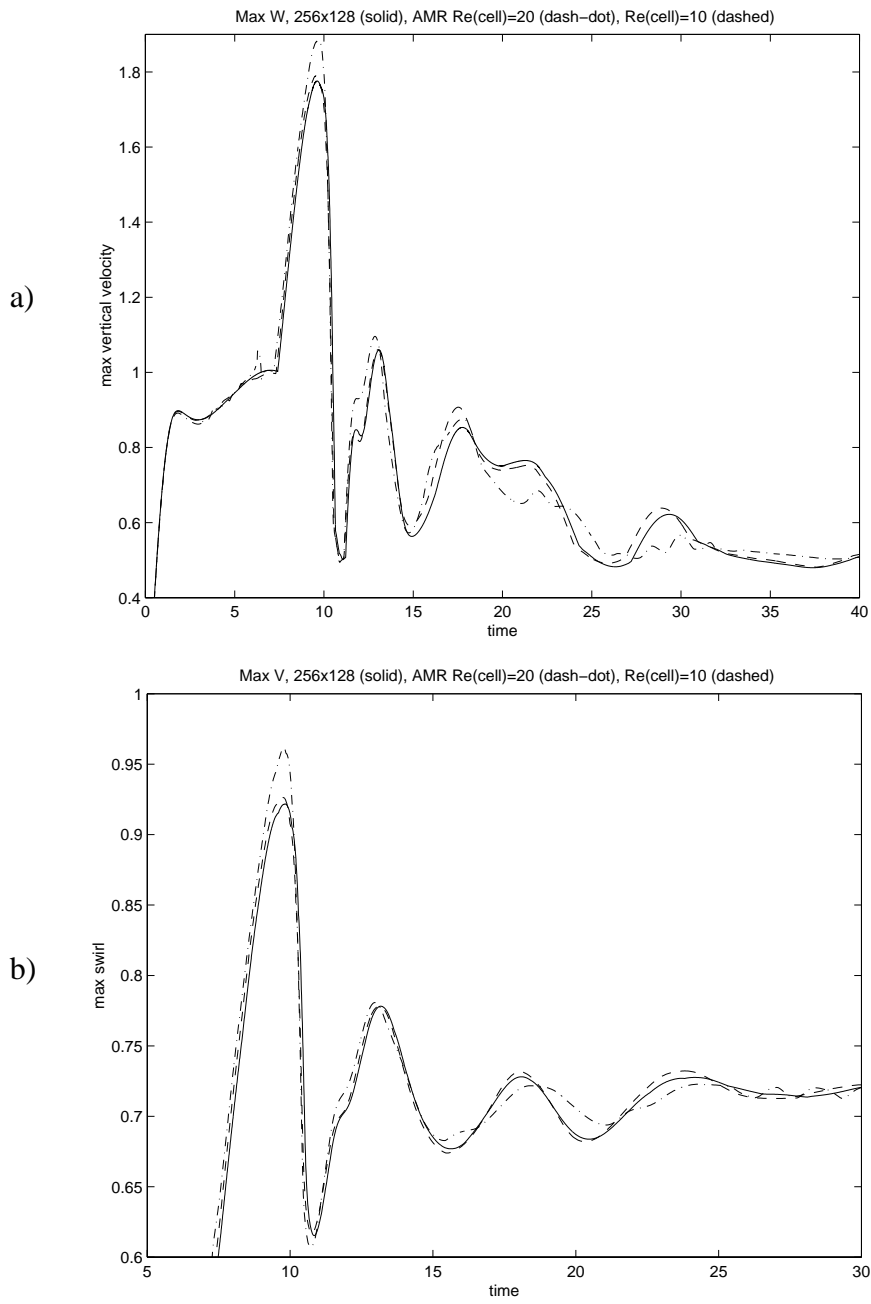 Max W, 256x128 (solid), AMR Re(cell)=20 (dash-dot), Re(cell)=10 (dashed)
1.8
1.6
1.4
1.2
1
0.8
0.6
0.4
a)
max vertical velocity
0 5 10 15 20 25 30 35 40
time
Max V, 256x128 (solid), AMR Re(cell)=20 (dash-dot), Re(cell)=10 (dashed)
1
0.95
0.9
0.85
0.8
0.75
0.7
0.65
0.6
b)
max swirl
5 10 15 20 25 30
time